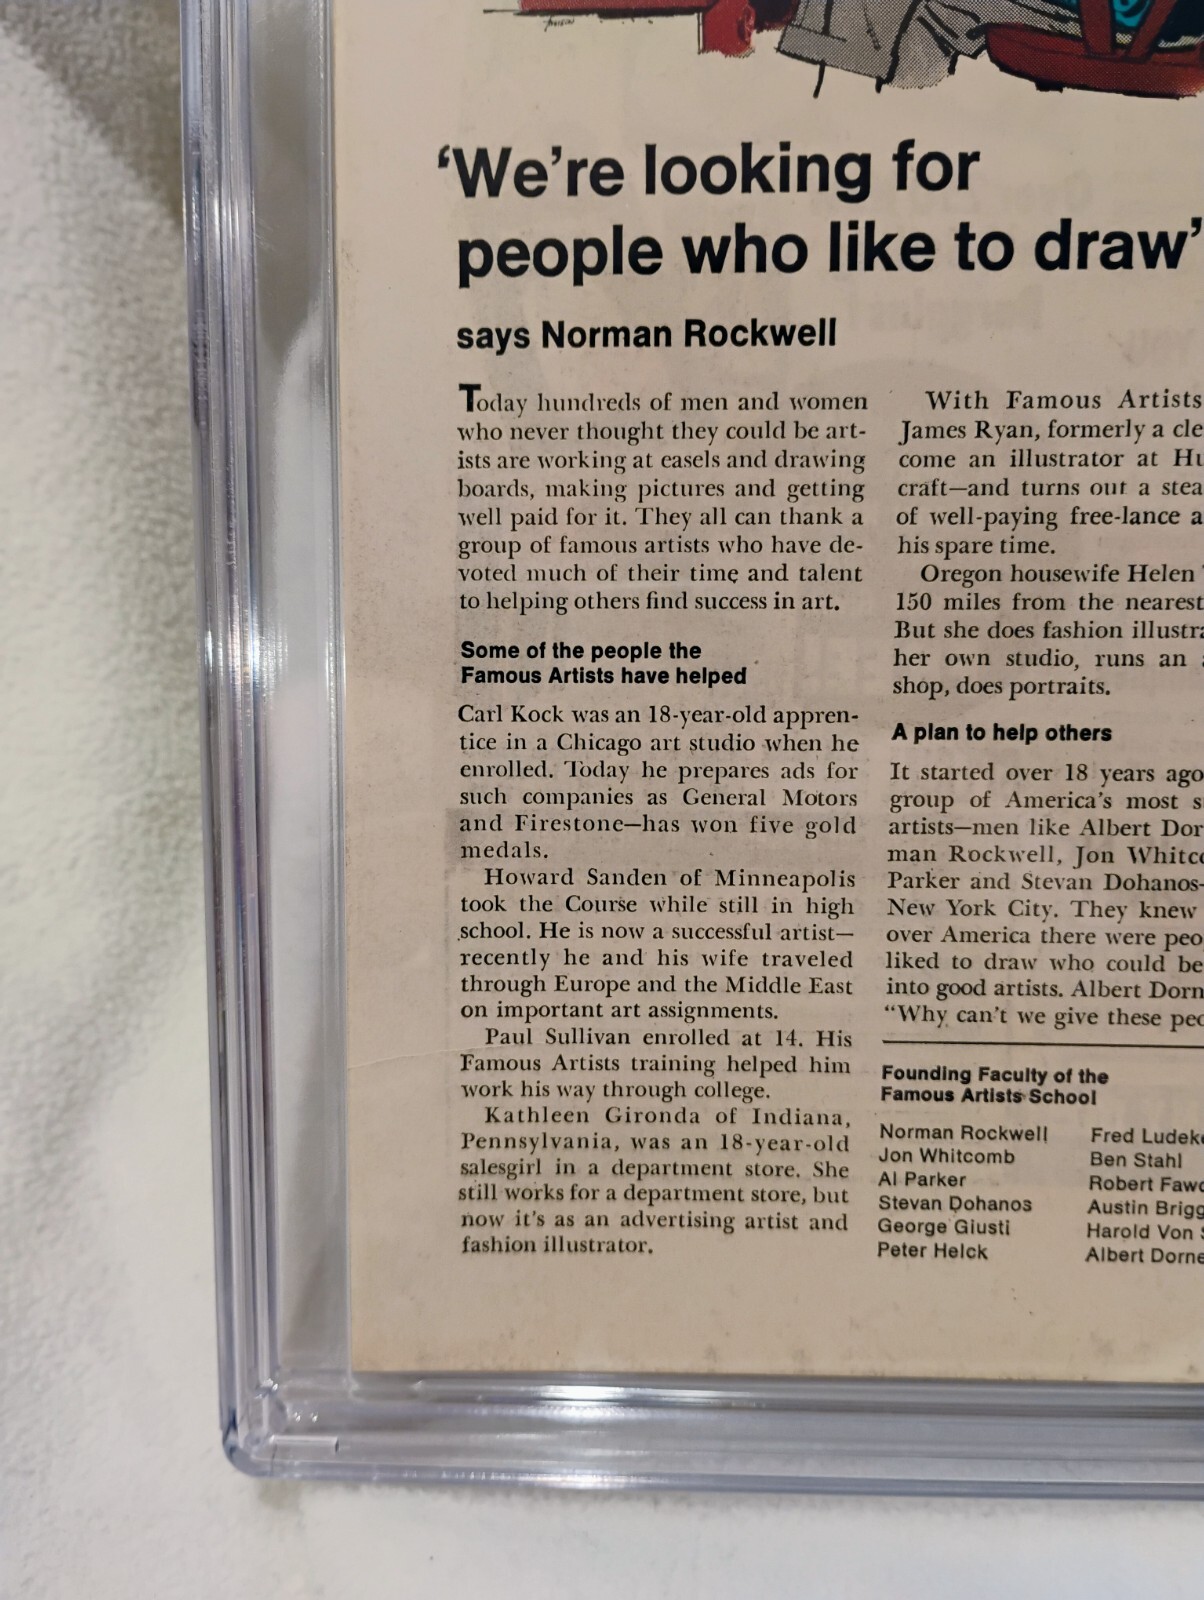 ‘We’re looking for
people who like to draw’
says Norman Rockwell
Today hundreds of men and women
who never thought they could be art-
ists are working at easels and drawing
boards, making pictures and getting
well paid for it. They all can thank a
group of famous artists who have de-
voted much of their time and talent
to helping others find success in art.
Some of the people the
Famous Artists have helped
Carl Kock was an 18-year-old appren-
tice in a Chicago art studio when he
enrolled. Today he prepares ads for
such companies as General Motors
and Firestone—has won five gold
medals.
Howard Sanden of Minneapolis
took the Course while still in high
school. He is now a successful artist—
recently he and his wife traveled
through Europe and the Middle East
on important art assignments.
Paul Sullivan enrolled at 14. His
Famous Artists training helped him
work his way through college.
Kathleen Gironda of Indiana,
Pennsylvania, was an 18-year-old
salesgirl in a department store. She
still works for a department store, but
now it's as an advertising artist and
fashion illustrator.
With Famous Artists
James Ryan, formerly a
come an illustrator at
craft—and turns out a
of well-paying free-lance
his spare time.
Oregon housewife Helen
150 miles from the nearest
But she does fashion
her own studio, runs an
shop, does portraits.
A plan to help others
It started over 18 years ago
group of America's most
artists—men like Albert
man Rockwell, Jon
Parker and Stevan Dohanos—
New York City. They knew
over America there were
liked to draw who could be
into good artists. Albert
“Why can't we give these
Founding Faculty of the
Famous Artists School
Norman Rockwell
Jon Whitcomb
Al Parker
Stevan Dohanos
George Giusti
Peter Helck
Fred
Ben Stahl
Robert
Austin
Harold Von
Albert